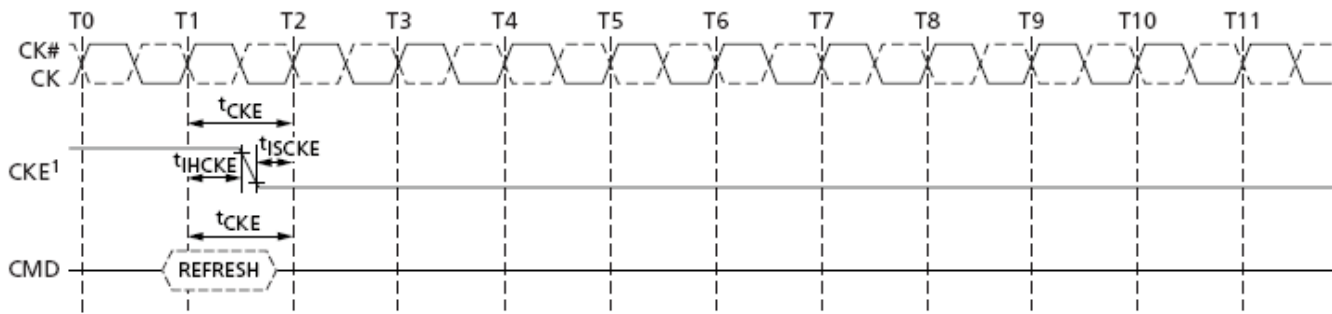 T0 T1 T2 T3 T4 T5 T6 T7 T8 T9 T10 T11
CK#
CK
tCKE
tISCKE
CKE1
tIHCKE
tCKE
CMD
REFRESH